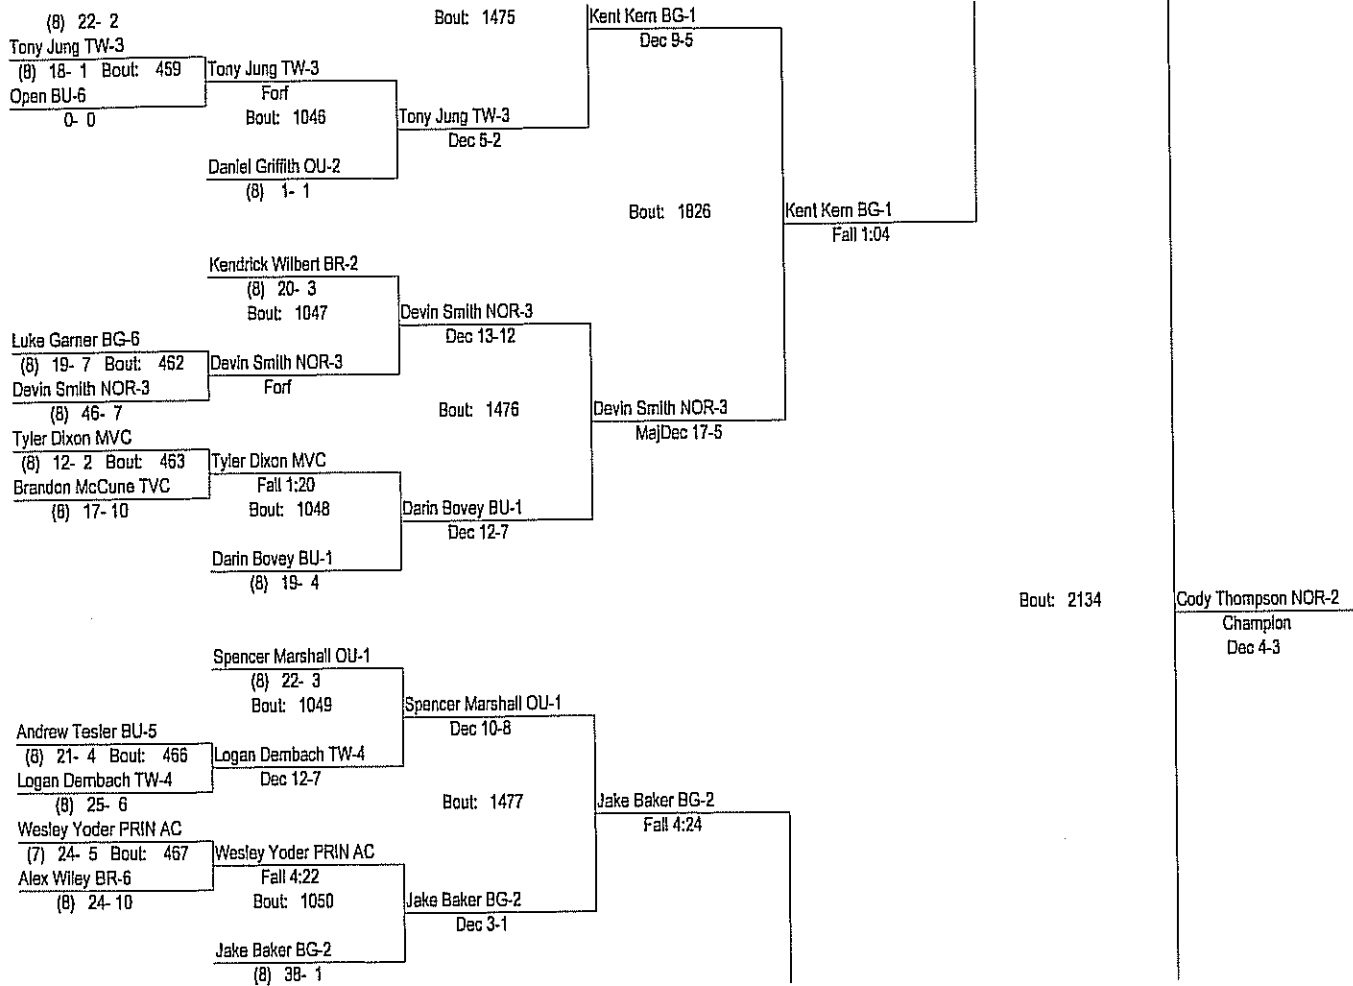 (8) 22- 2
Bout: 1475
Kent Kern BG-1
Dec 9-5
Tony Jung TW-3
(8) 18- 1 Bout: 459
Open BU-6
0- 0
Tony Jung TW-3
Forf
Bout: 1046
Daniel Griffith OU-2
(8) 1- 1
Tony Jung TW-3
Dec 5-2
Bout: 1826
Kent Kern BG-1
Fall 1:04
Kendrick Wilbert BR-2
(8) 20- 3
Bout: 1047
Luke Garner BG-6
(8) 19- 7 Bout: 462
Devin Smith NOR-3
(8) 46- 7
Devin Smith NOR-3
Forf
Devin Smith NOR-3
Dec 13-12
Bout: 1476
Devin Smith NOR-3
MajDec 17-5
Tyler Dixon MVC
(8) 12- 2 Bout: 463
Brandon McCune TVC
(8) 17- 10
Tyler Dixon MVC
Fall 1:20
Bout: 1048
Darin Bovey BU-1
(8) 19- 4
Darin Bovey BU-1
Dec 12-7
Bout: 2134
Cody Thompson NOR-2
Champion
Dec 4-3
Spencer Marshall OU-1
(8) 22- 3
Bout: 1049
Andrew Tesler BU-5
(8) 21- 4 Bout: 466
Logan Dernbach TW-4
(8) 25- 6
Logan Dernbach TW-4
Dec 12-7
Spencer Marshall OU-1
Dec 10-8
Bout: 1477
Jake Baker BG-2
Fall 4:24
Wesley Yoder PRIN AC
(7) 24- 5 Bout: 467
Alex Wiley BR-6
(8) 24- 10
Wesley Yoder PRIN AC
Fall 4:22
Bout: 1050
Jake Baker BG-2
(8) 38- 1
Jake Baker BG-2
Dec 3-1